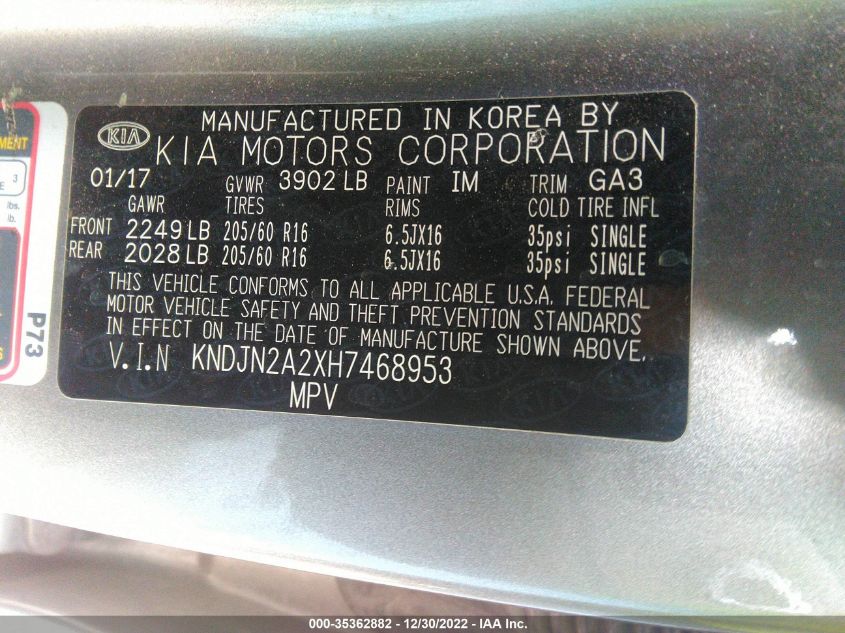 MANUFACTURED IN KOREA BY
KIA KIA MOTORS CORPORATION
01/17 GVWR 3902 LB PAINT IM TRIM GA3
GAWR TIRES RIMS COLD TIRE INFL
FRONT 2249 LB 205/60 R16 6.5JX16 35psi SINGLE
REAR 2028 LB 205/60 R16 6.5JX16 35psi SINGLE
THIS VEHICLE CONFORMS TO ALL APPLICABLE U.S.A. FEDERAL
MOTOR VEHICLE SAFETY AND THEFT PREVENTION STANDARDS
IN EFFECT ON THE DATE OF MANUFACTURE SHOWN ABOVE.
V.I.N KNDJN2A2XH7468953
MPV
3
lbs.
lb.
P73
000-35362882 - 12/30/2022 - IAA Inc.